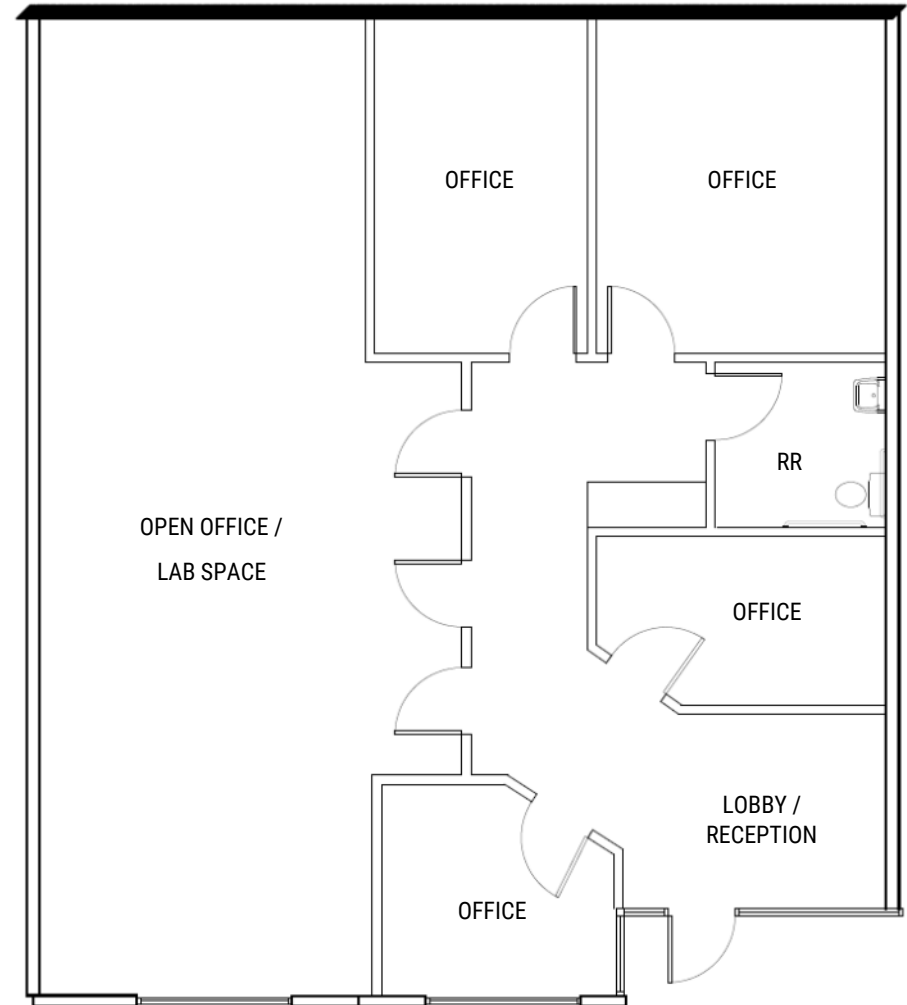 OFFICE
OFFICE
RR
OPEN OFFICE /
LAB SPACE
OFFICE
LOBBY /
RECEPTION
OFFICE